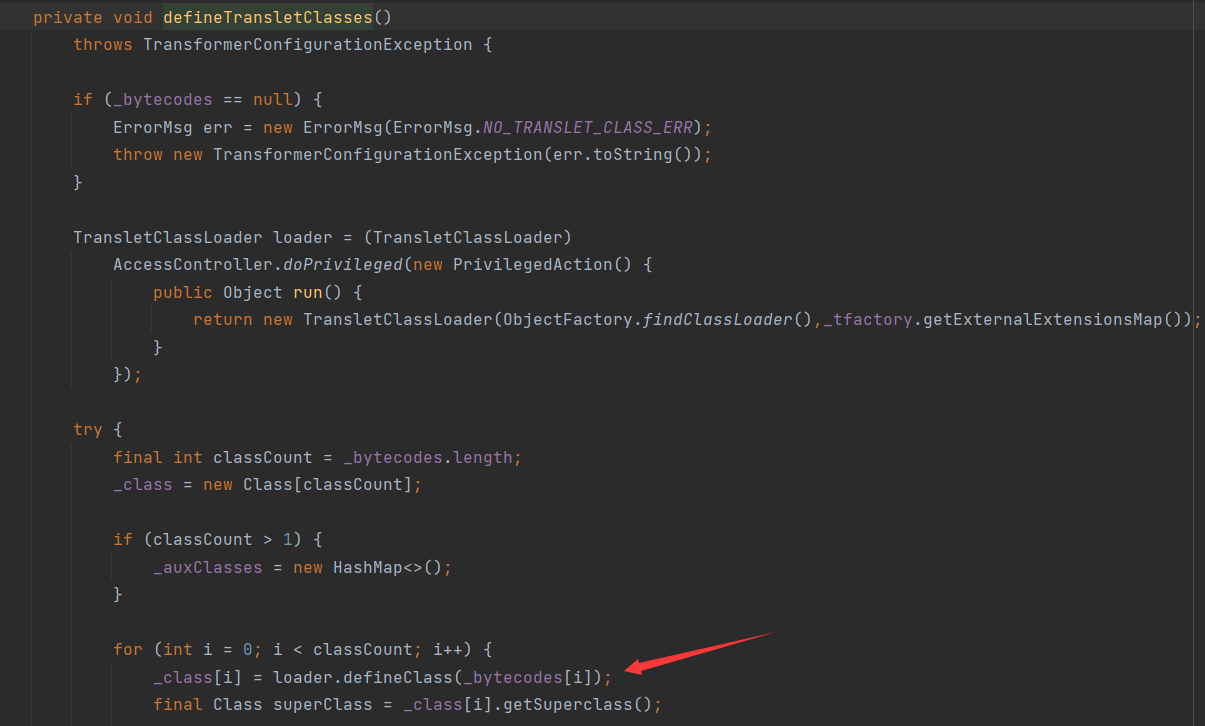 private void defineTransletClasses()
throws TransformerConfigurationException {
if (_bytecodes == null) {
ErrorMsg err = new ErrorMsg(ErrorMsg.NO_TRANSLET_CLASS_ERR);
throw new TransformerConfigurationException(err.toString());
}
TransletClassLoader loader = (TransletClassLoader)
AccessController.doPrivileged(new PrivilegedAction() {
public Object run() {
return new TransletClassLoader(ObjectFactory.findClassLoader(),_tfactory.getExternalExtensionsMap());
}
});
try {
final int classCount = _bytecodes.length;
_class = new Class[classCount];
if (classCount > 1) {
_auxClasses = new HashMap<>();
}
for (int i = 0; i < classCount; i++) {
_class[i] = loader.defineClass(_bytecodes[i]);
final Class superClass = _class[i].getSuperclass();